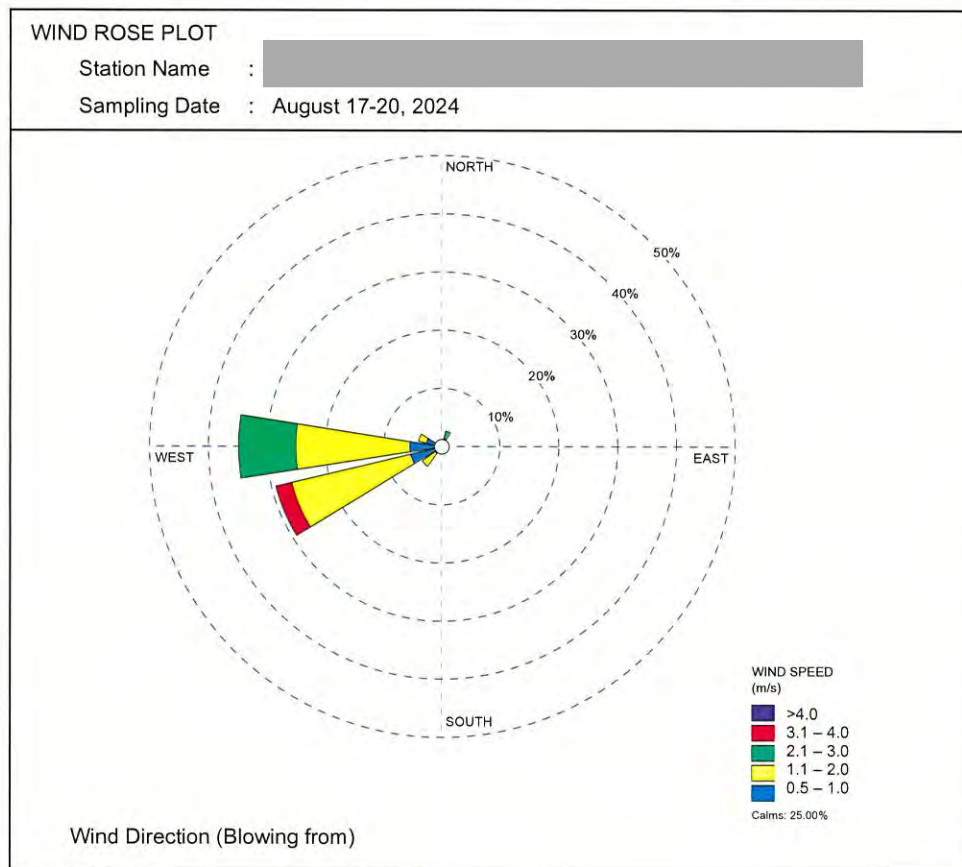 WIND ROSE PLOT
Station Name :
Sampling Date : August 17-20, 2024
NORTH
50%
40%
30%
20%
10%
WEST
EAST
SOUTH
WIND SPEED
(m/s)
>4.0
3.1 – 4.0
2.1 – 3.0
1.1 – 2.0
0.5 – 1.0
Calms: 25.00%
Wind Direction (Blowing from)